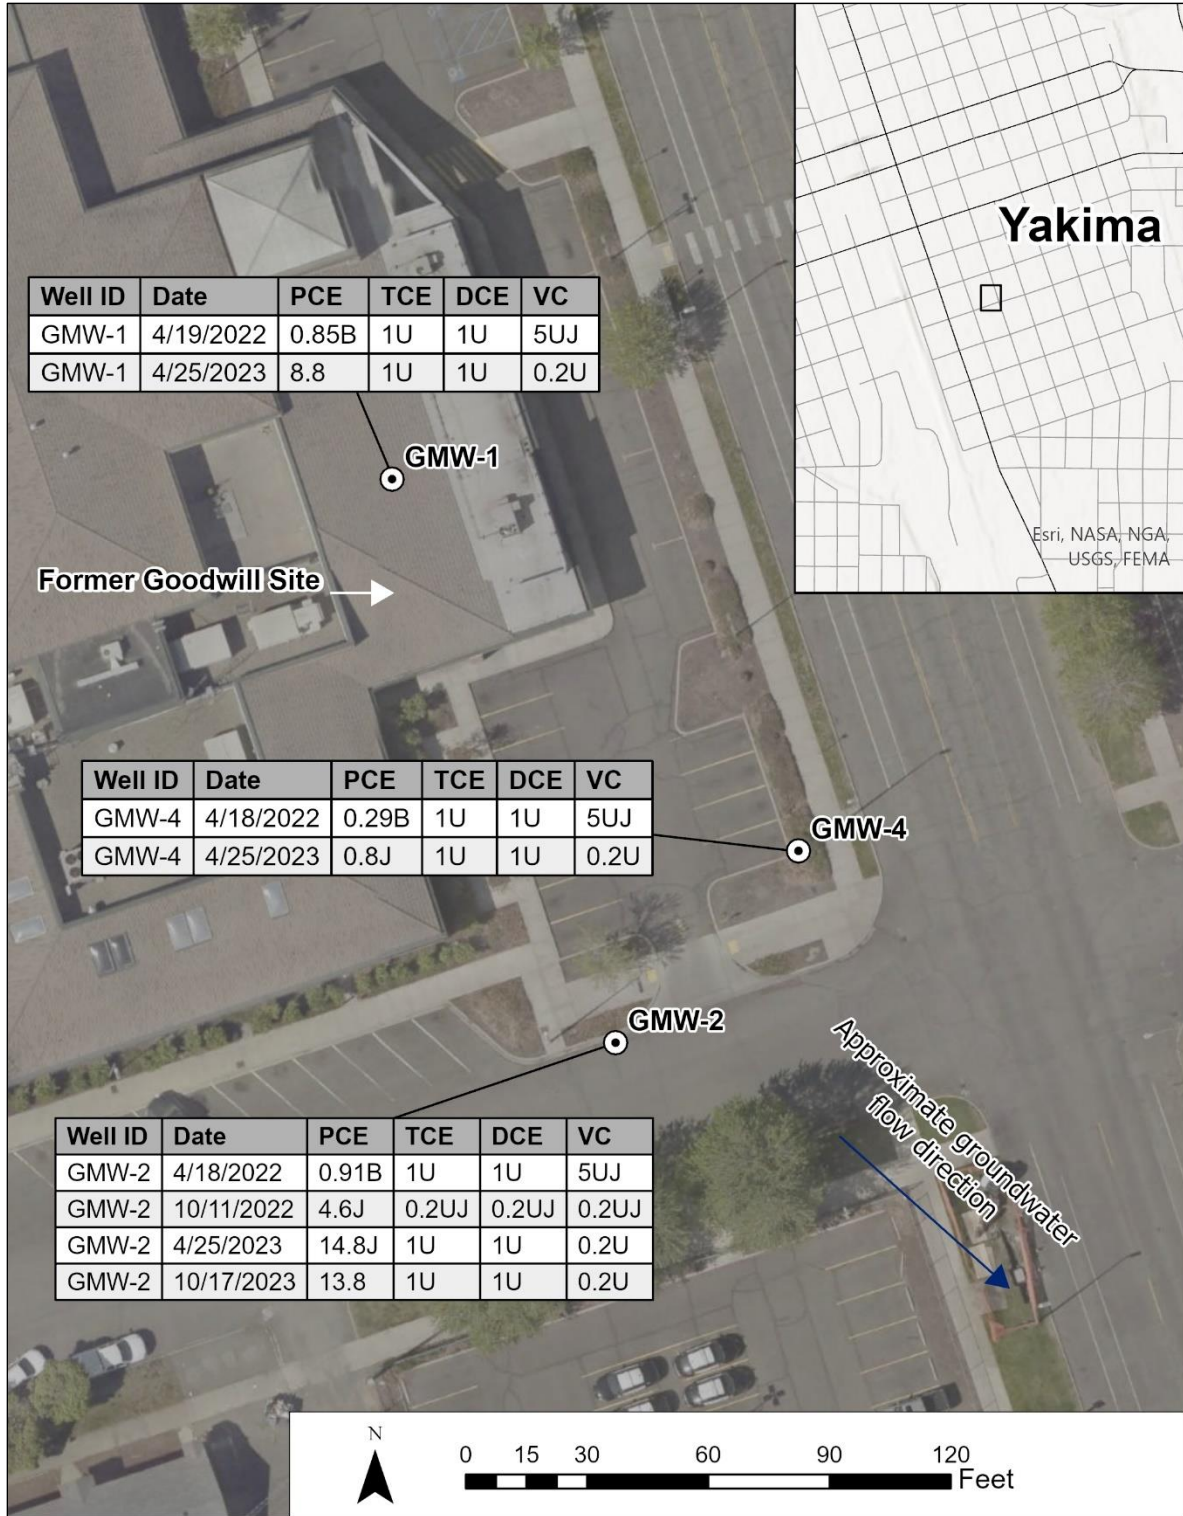 Yakima
Esri, NASA, NGA,
USGS, FEMA
Well ID Date PCE TCE DCE VC
GMW-1 4/19/2022 0.85B 1U 1U 5UJ
GMW-1 4/25/2023 8.8 1U 1U 0.2U
GMW-1
Former Goodwill Site
Well ID Date PCE TCE DCE VC
GMW-4 4/18/2022 0.29B 1U 1U 5UJ
GMW-4 4/25/2023 0.8J 1U 1U 0.2U
GMW-4
GMW-2
Approximate groundwater
flow direction
Well ID Date PCE TCE DCE VC
GMW-2 4/18/2022 0.91B 1U 1U 5UJ
GMW-2 10/11/2022 4.6J 0.2UJ 0.2UJ 0.2UJ
GMW-2 4/25/2023 14.8J 1U 1U 0.2U
GMW-2 10/17/2023 13.8 1U 1U 0.2U
N
0 15 30 60 90 120
Feet